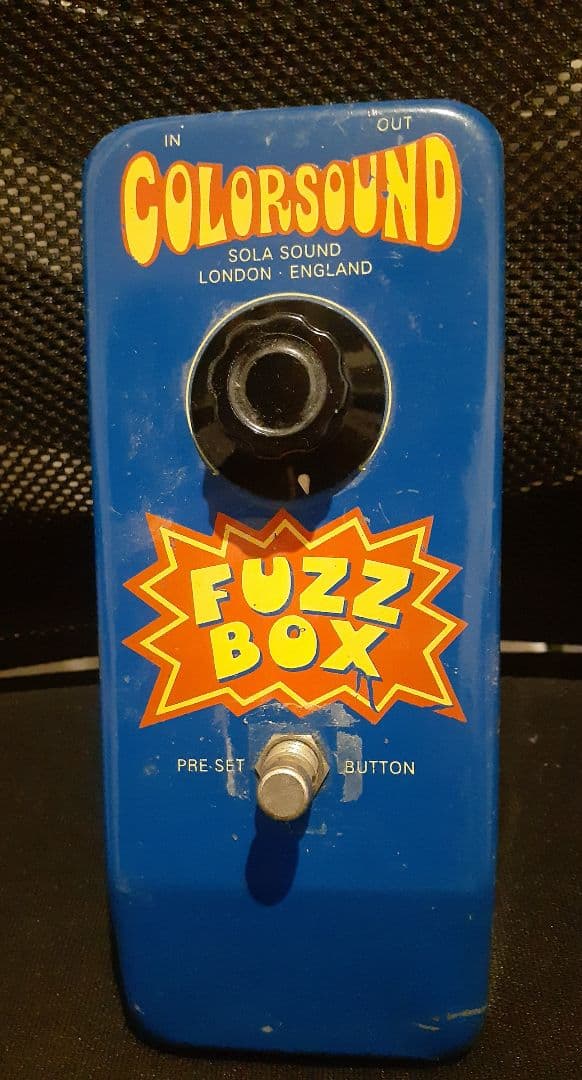 IN OUT
COLORSOUND
SOLA SOUND
LONDON · ENGLAND
FUZZ
BOX
PRE-SET BUTTON